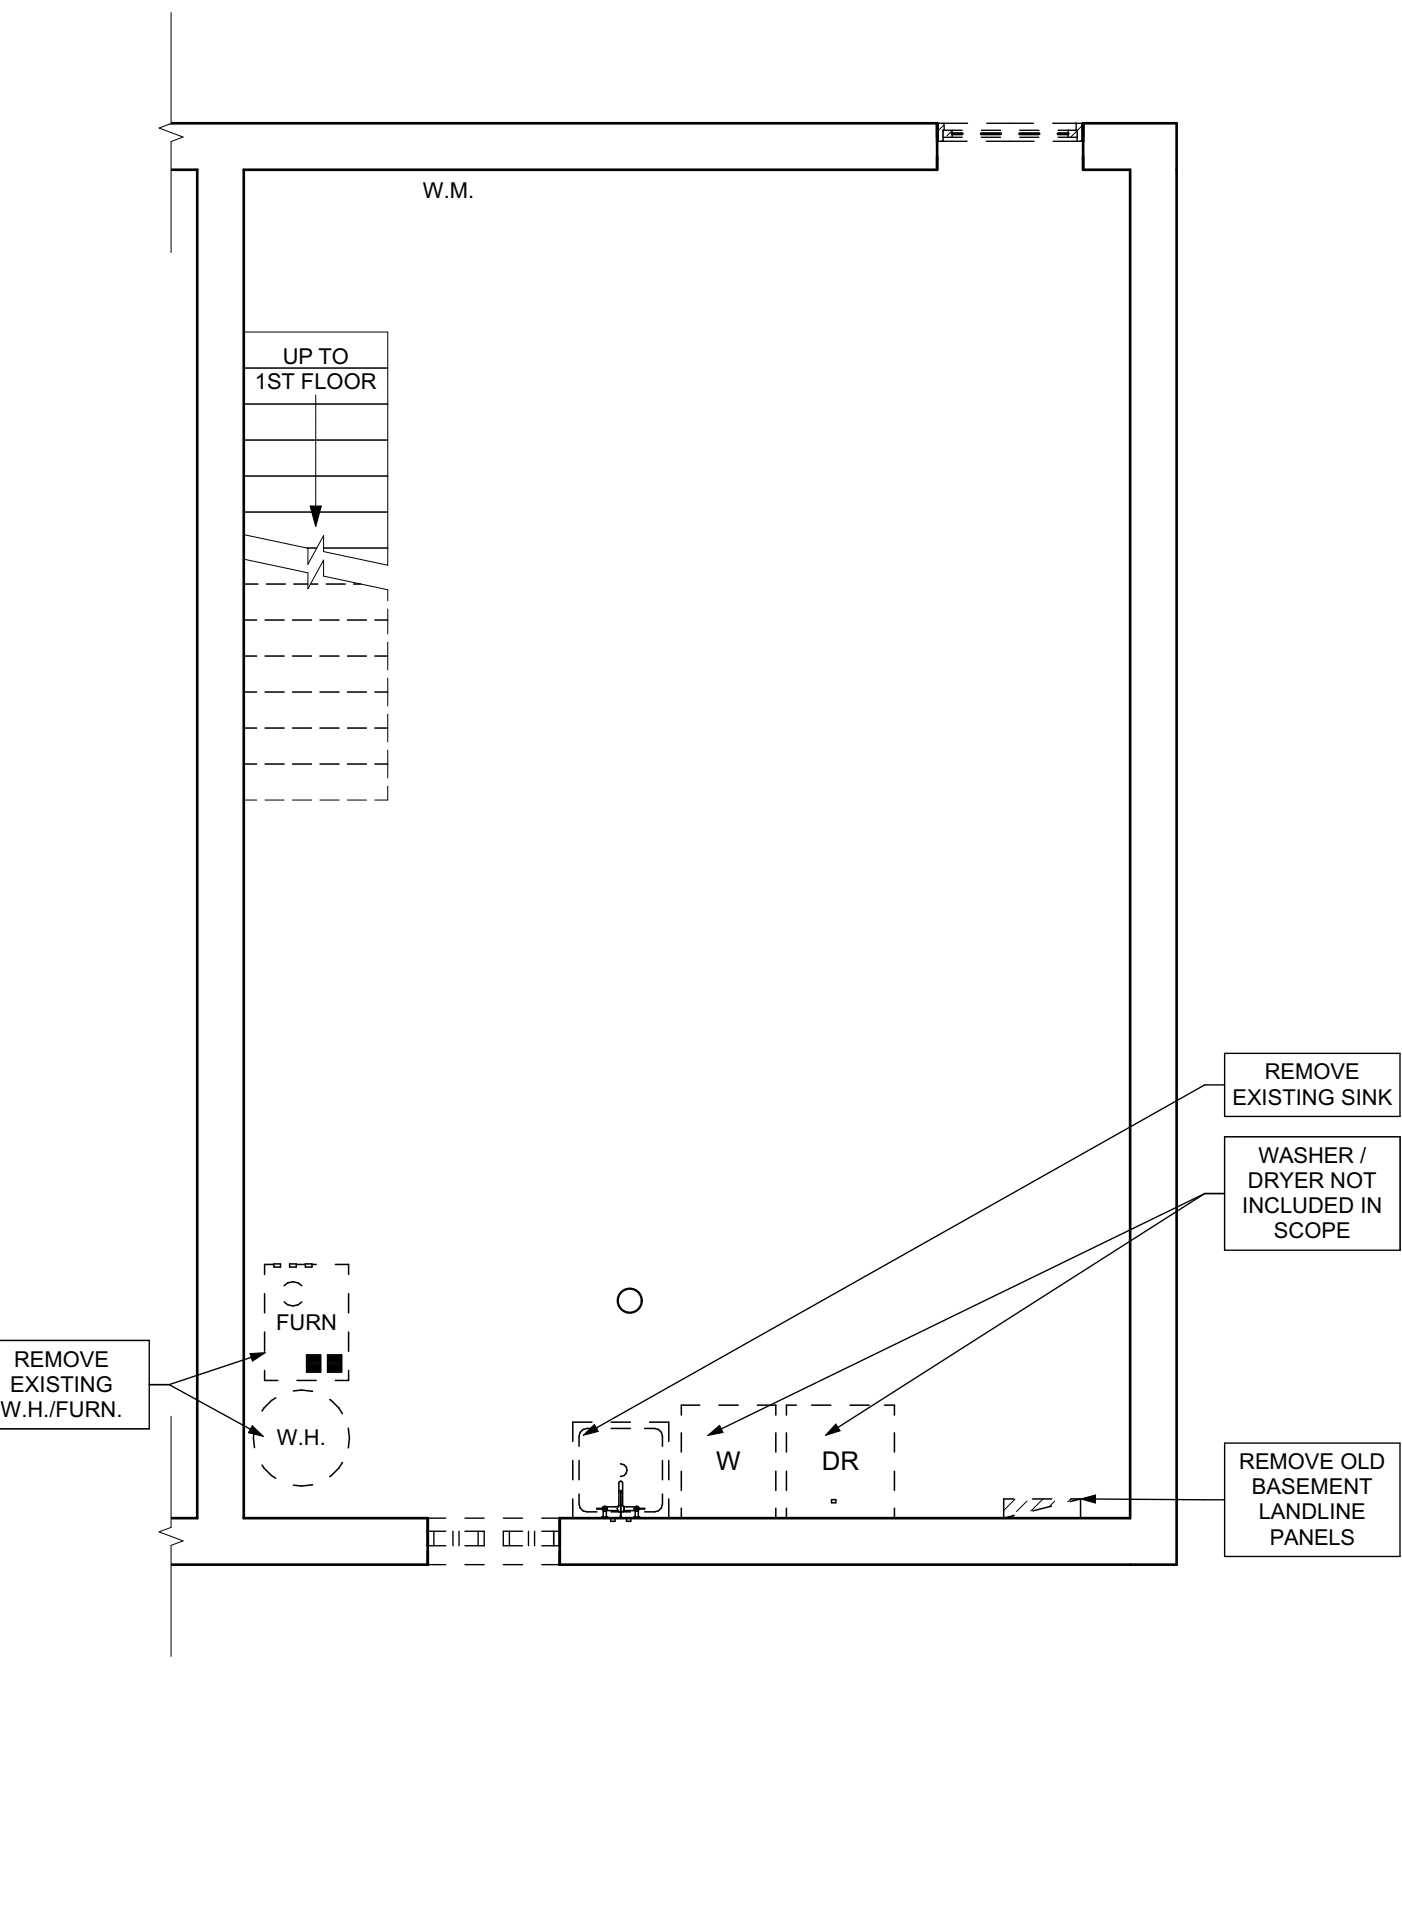 W.M.
UP TO
1ST FLOOR
REMOVE
EXISTING SINK
WASHER /
DRYER NOT
INCLUDED IN
SCOPE
FURN
REMOVE
EXISTING
W.H./FURN.
W.H.
W
DR
REMOVE OLD
BASEMENT
LANDLINE
PANELS